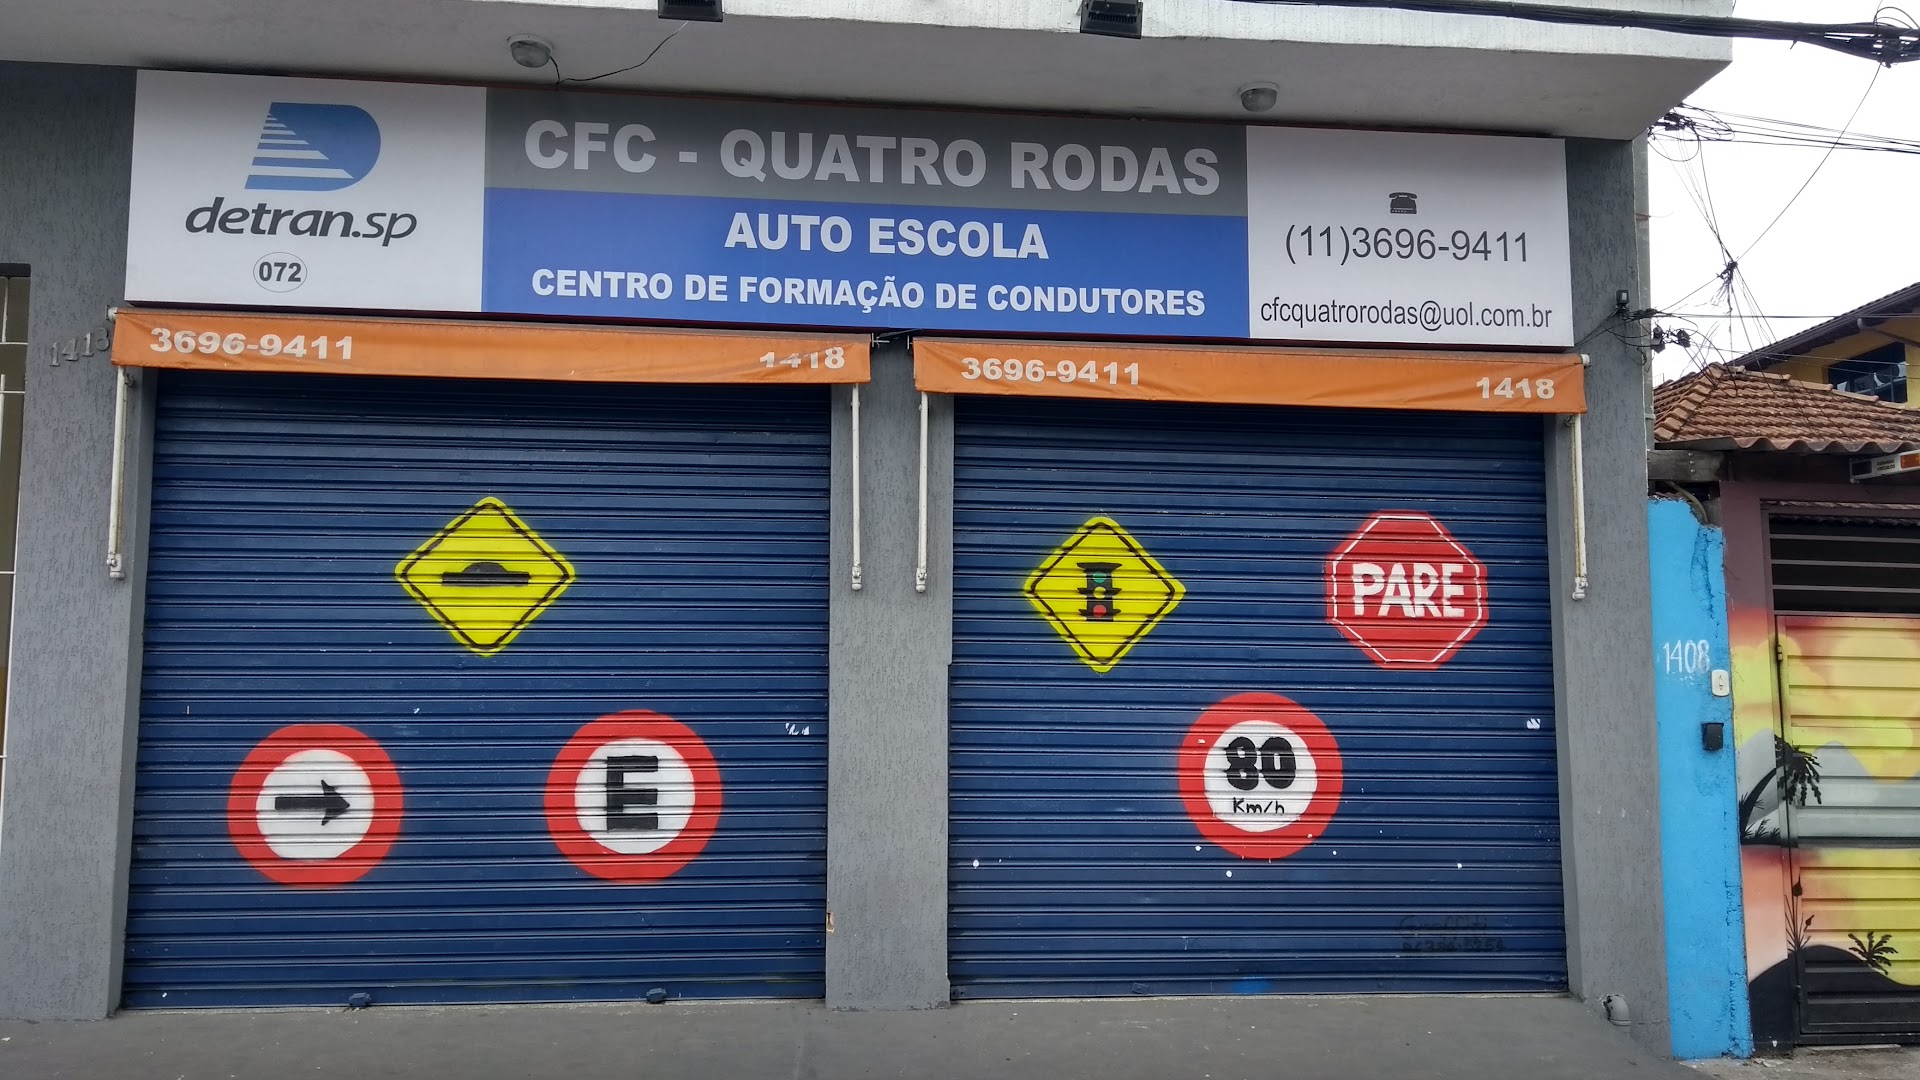 detran.sp
072
CFC - QUATRO RODAS
AUTO ESCOLA
CENTRO DE FORMAÇÃO DE CONDUTORES
(11)3696-9411
cfcquatrorodas@uol.com.br
1418
3696-9411 1418
3696-9411 1418
E
PARE
80
Km/h
1408
Graffiti